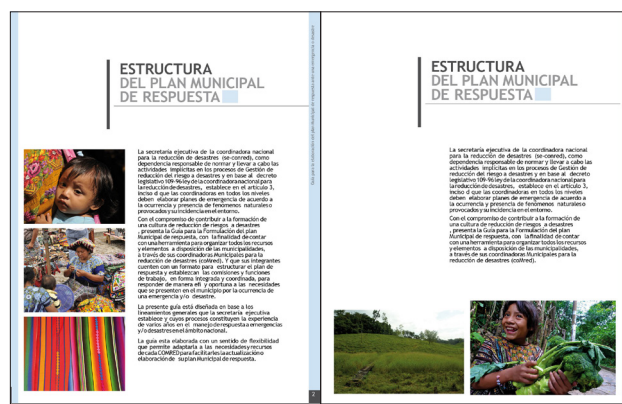 ESTRUCTURA
DEL PLAN MUNICIPAL
DE RESPUESTA
La secretaría ejecutiva de la coordinadora nacional
para la reducción de desastres (se-conred), como
dependencia responsable de normar y llevar a cabo las
actividades implícitas en los procesos de Gestión de
Reducción del riesgo a desastres y en base al decreto
legislativo 109-96 ley de la coordinadora nacional para
la reducción de desastres, establece en el artículo 3,
inciso d que las coordinadoras en todos los niveles
deben elaborar planes de emergencia de acuerdo a
la ocurrencia y presencia de fenómenos naturales o
provocados y su incidencia en el entorno.
Con el compromiso de contribuir a la formación de
una cultura de reducción de riesgos a desastres
, presenta la Guía para la Formulación del plan
Municipal de respuesta, con la finalidad de contar
con una herramienta para organizar todos los recursos
y elementos a disposición de las municipalidades,
a través de sus coordinadoras Municipales para la
reducción de desastres (coMred). Y que sus integrantes
cuenten con un formato para estructurar el plan de
respuesta y establezcan las comisiones y funciones
de trabajo, en forma integrada y coordinada, para
responder de manera efi y oportuna a las necesidades
que se presenten en el municipio por la ocurrencia de
una emergencia y/o desastre.
La presente guía está diseñada en base a los
lineamientos generales que la secretaría ejecutiva
establece y cuyos procesos constituyen la experiencia
de varios años en el manejo de respuesta a emergencias
y/o desastres en el ámbito nacional.
La guía esta elaborada con un sentido de flexibilidad
que permite adaptarla a las necesidades y recursos
de cada COMRED para facilitarles la actualización o
elaboración de su plan Municipal de respuesta.
Guía para la elaboración del plan Municipal de respuesta
2
ESTRUCTURA
DEL PLAN MUNICIPAL
DE RESPUESTA
La secretaría ejecutiva de la coordinadora nacional
para la reducción de desastres (se-conred), como
dependencia responsable de normar y llevar a cabo las
actividades implícitas en los procesos de Gestión de
Reducción del riesgo a desastres y en base al decreto
legislativo 109-96 ley de la coordinadora nacional para
la reducción de desastres, establece en el artículo 3,
inciso d que las coordinadoras en todos los niveles
deben elaborar planes de emergencia de acuerdo a
la ocurrencia y presencia de fenómenos naturales o
provocados y su incidencia en el entorno.
Con el compromiso de contribuir a la formación de
una cultura de reducción de riesgos a desastres
, presenta la Guía para la Formulación del plan
Municipal de respuesta, con la finalidad de contar
con una herramienta para organizar todos los recursos
y elementos a disposición de las municipalidades,
a través de sus coordinadoras Municipales para la
reducción de desastres (coMred).